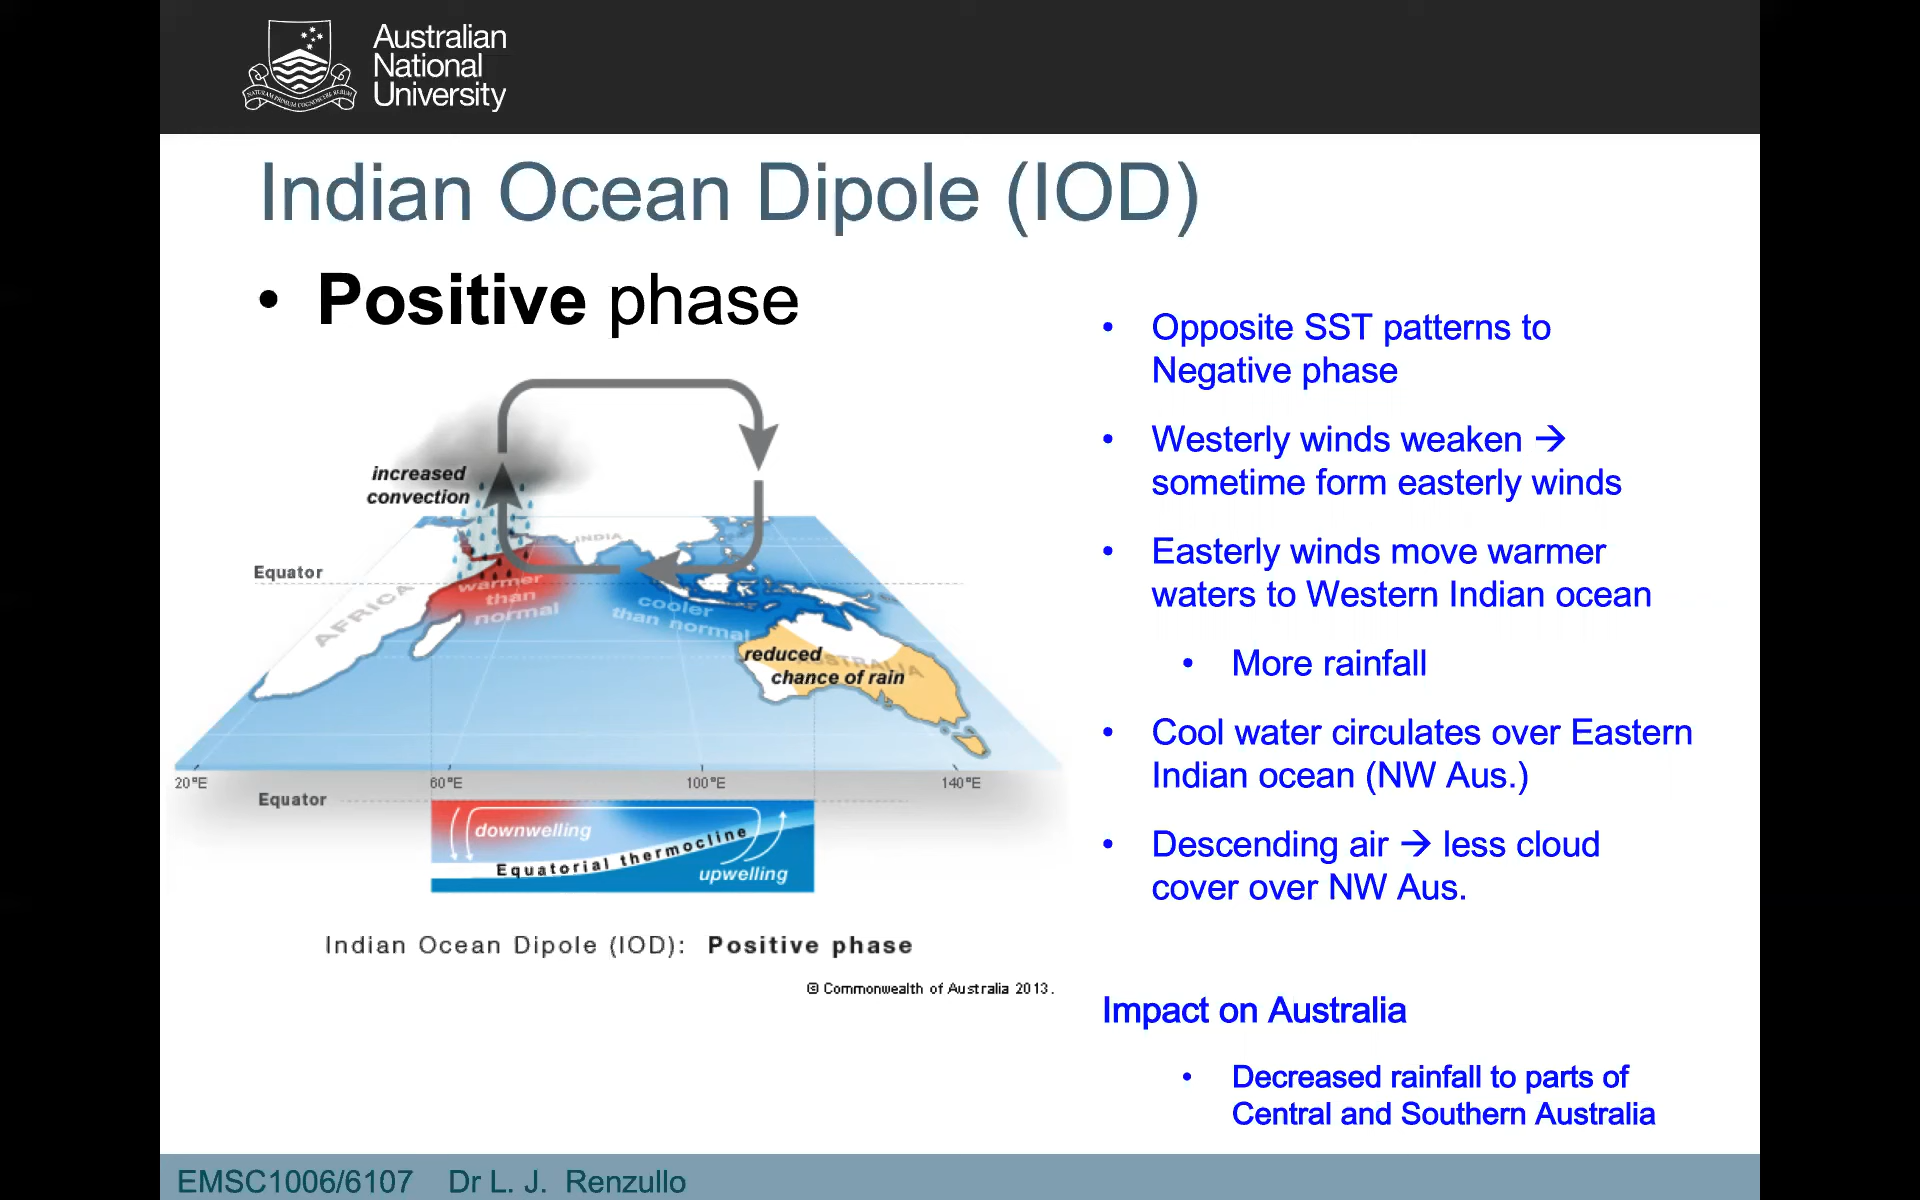 Australian
National
University
NATURAM PRIMUM COGNOSCERE RERUM
Indian Ocean Dipole (IOD)
• Positive phase
increased
convection
INDIA
Equator
AFRICA
warmer
than
normal
cooler
than normal
AUSTRALIA
reduced
chance of rain
20°E
60°E
100°E
140°E
Equator
downwelling
Equatorial thermocline
upwelling
Indian Ocean Dipole (IOD): Positive phase
© Commonwealth of Australia 2013.
• Opposite SST patterns to
Negative phase
• Westerly winds weaken →
sometime form easterly winds
• Easterly winds move warmer
waters to Western Indian ocean
• More rainfall
• Cool water circulates over Eastern
Indian ocean (NW Aus.)
• Descending air → less cloud
cover over NW Aus.
Impact on Australia
• Decreased rainfall to parts of
Central and Southern Australia
EMSC1006/6107 Dr L. J. Renzullo